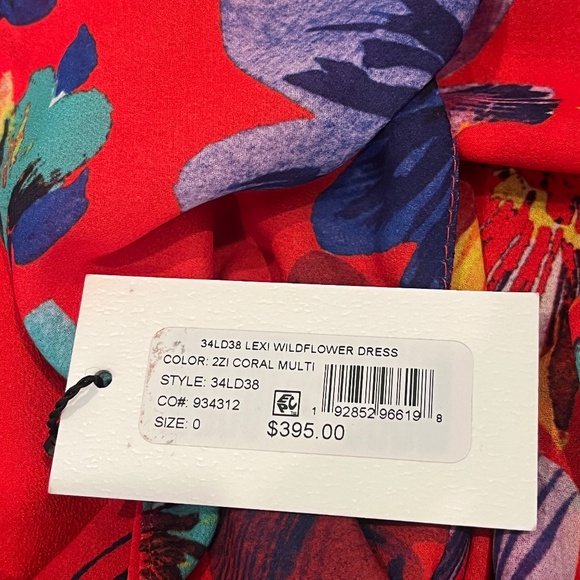 34LD38 LEXI WILDFLOWER DRESS
COLOR: 2ZI CORAL MULTI
STYLE: 34LD38
CO#: 934312
SIZE: 0
1 92852 96619 8
$395.00